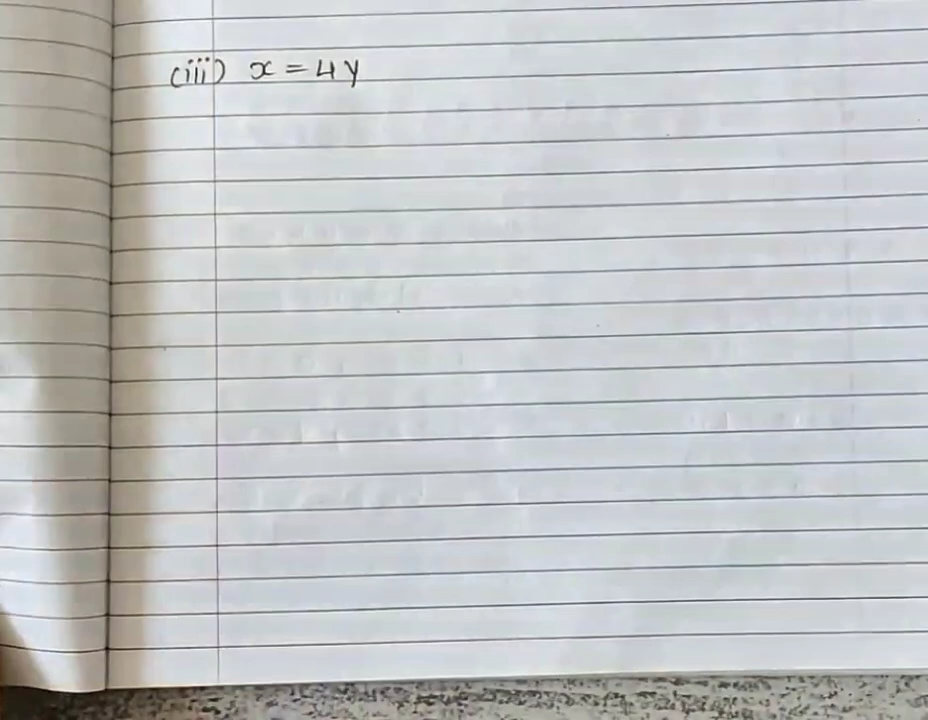 (iii) x = 4y